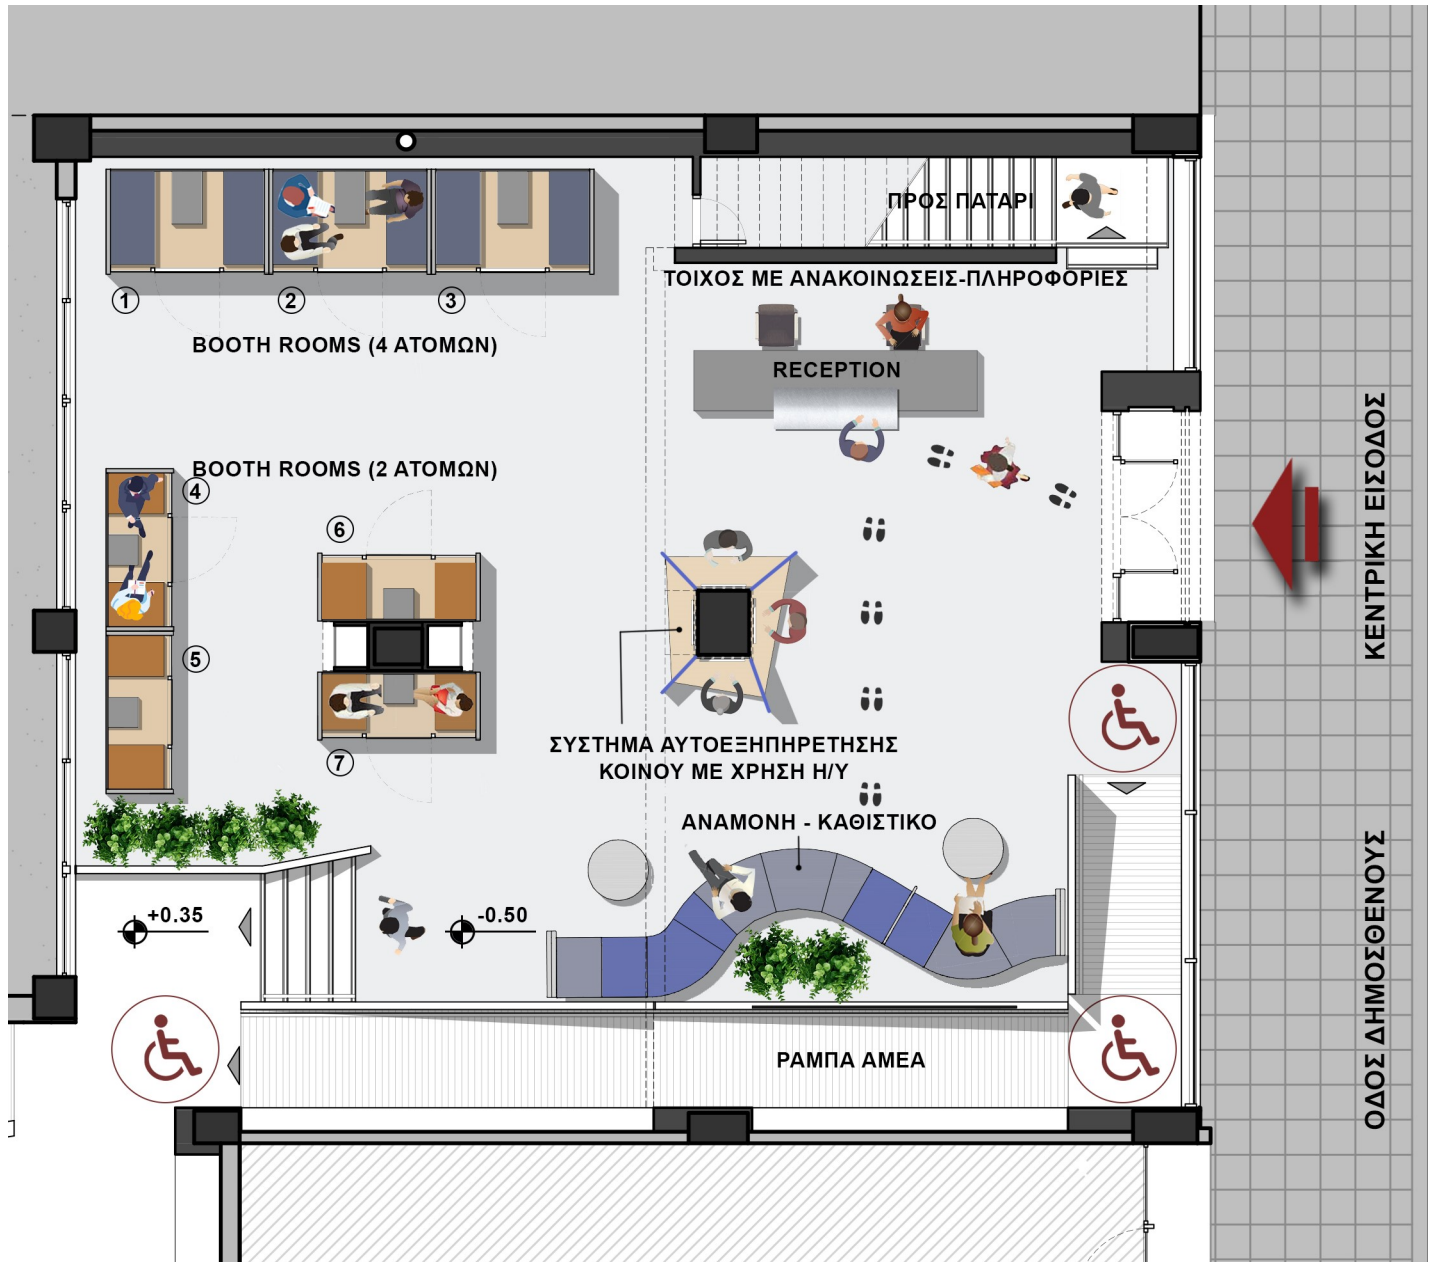 ΠΡΟΣ ΠΑΤΑΡΙ
ΤΟΙΧΟΣ ΜΕ ΑΝΑΚΟΙΝΩΣΕΙΣ-ΠΛΗΡΟΦΟΡΙΕΣ
1
2
3
BOOTH ROOMS (4 ΑΤΟΜΩΝ)
RECEPTION
BOOTH ROOMS (2 ΑΤΟΜΩΝ)
4
6
5
7
ΣΥΣΤΗΜΑ ΑΥΤΟΕΞΗΠΗΡΕΤΗΣΗΣ
ΚΟΙΝΟΥ ΜΕ ΧΡΗΣΗ Η/Υ
ΑΝΑΜΟΝΗ - ΚΑΘΙΣΤΙΚΟ
+0.35
-0.50
ΡΑΜΠΑ ΑΜΕΑ
ΚΕΝΤΡΙΚΗ ΕΙΣΟΔΟΣ
ΟΔΟΣ ΔΗΜΟΣΘΕΝΟΥΣ